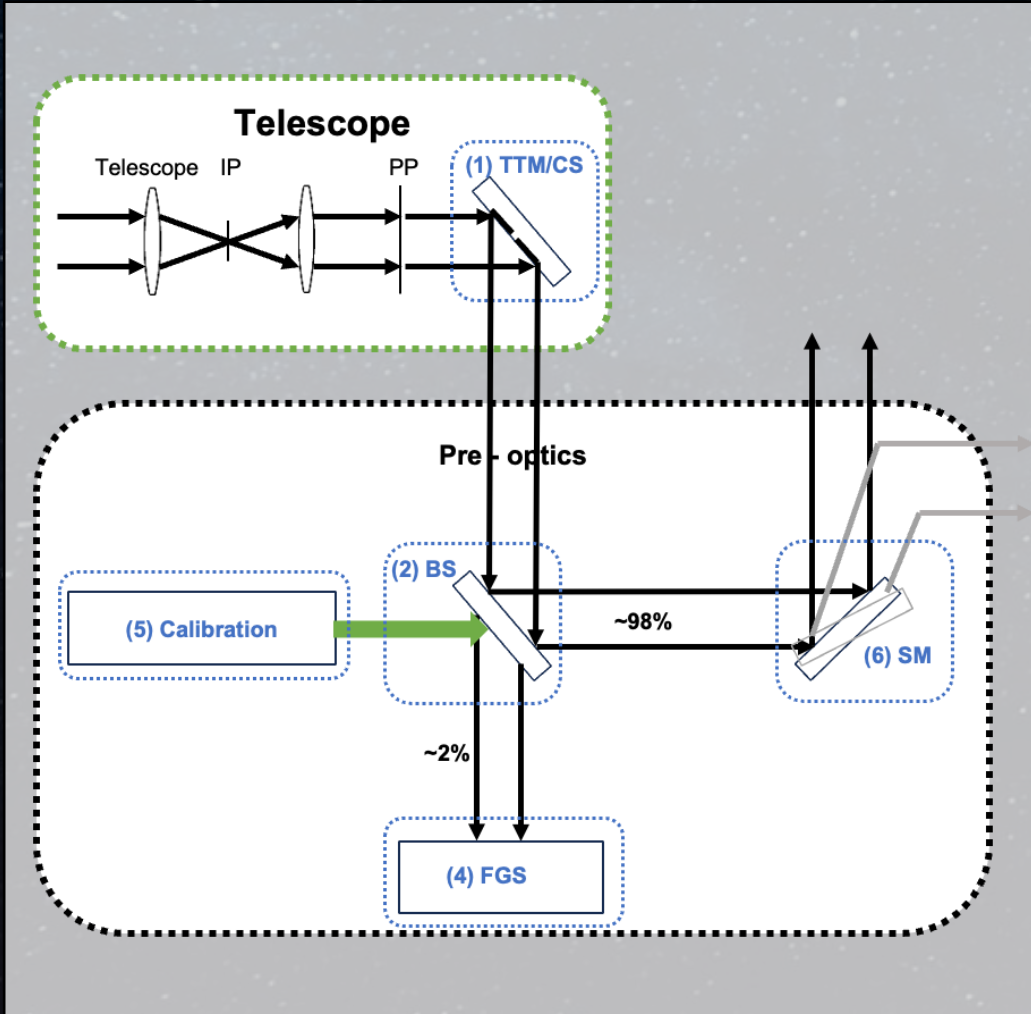 Telescope
Telescope IP PP (1) TTM/CS
Pre - optics
(2) BS
~98%
(5) Calibration
(6) SM
~2%
(4) FGS